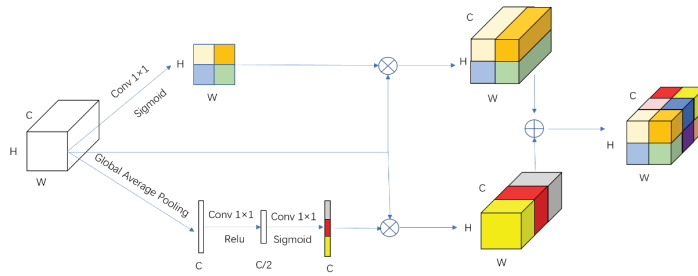 C
H
W
Conv 1×1
Sigmoid
H
W
C
H
W
Global Average Pooling
C
Conv 1×1
Relu
C/2
Conv 1×1
Sigmoid
C
C
H
W
C
H
W